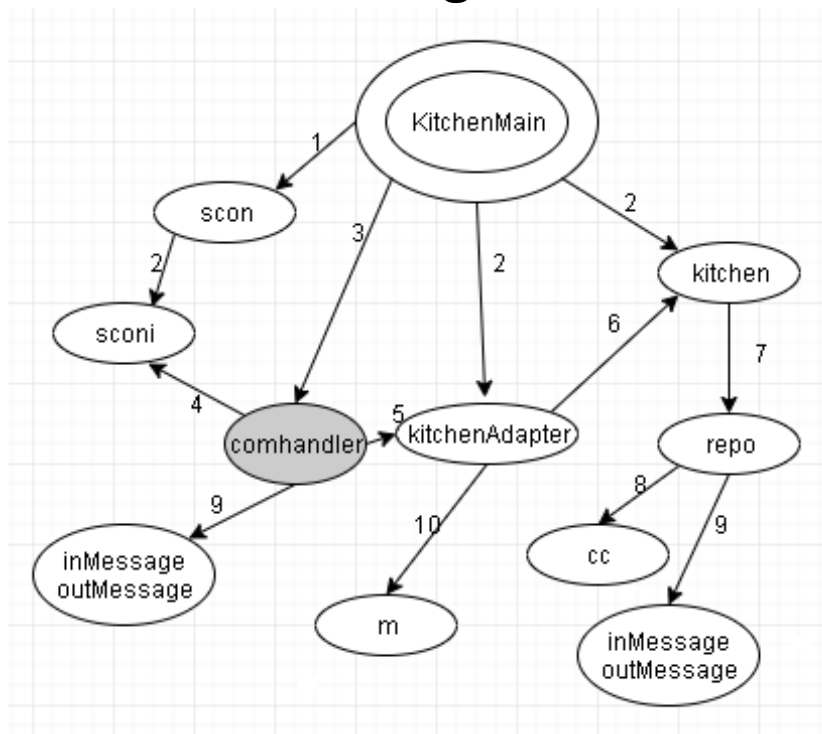 KitchenMain
1
2
scon
3
2
kitchen
2
sconi
6
7
4
5
comhandler
kitchenAdapter
repo
8
9
10
9
cc
inMessage
outMessage
m
inMessage
outMessage